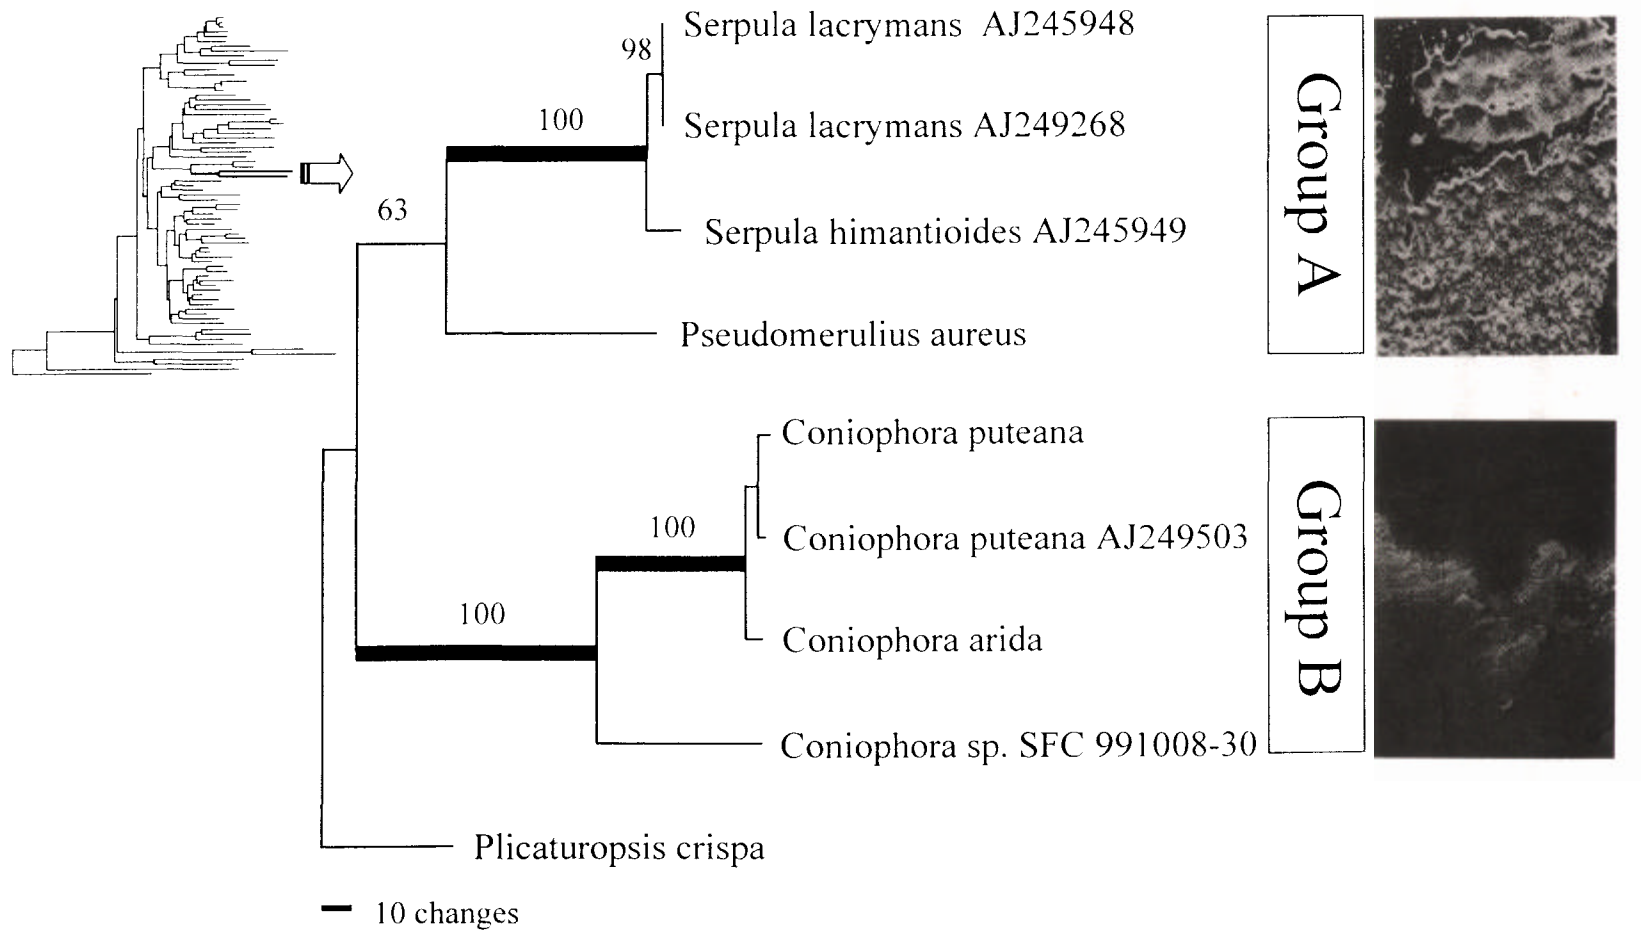 Serpula lacrymans AJ245948
98
100
Serpula lacrymans AJ249268
63
Serpula himantioides AJ245949
Pseudomerulius aureus
Group A
Coniophora puteana
100
Coniophora puteana AJ249503
100
Coniophora arida
Coniophora sp. SFC 991008-30
Group B
Plicaturopsis crispa
10 changes